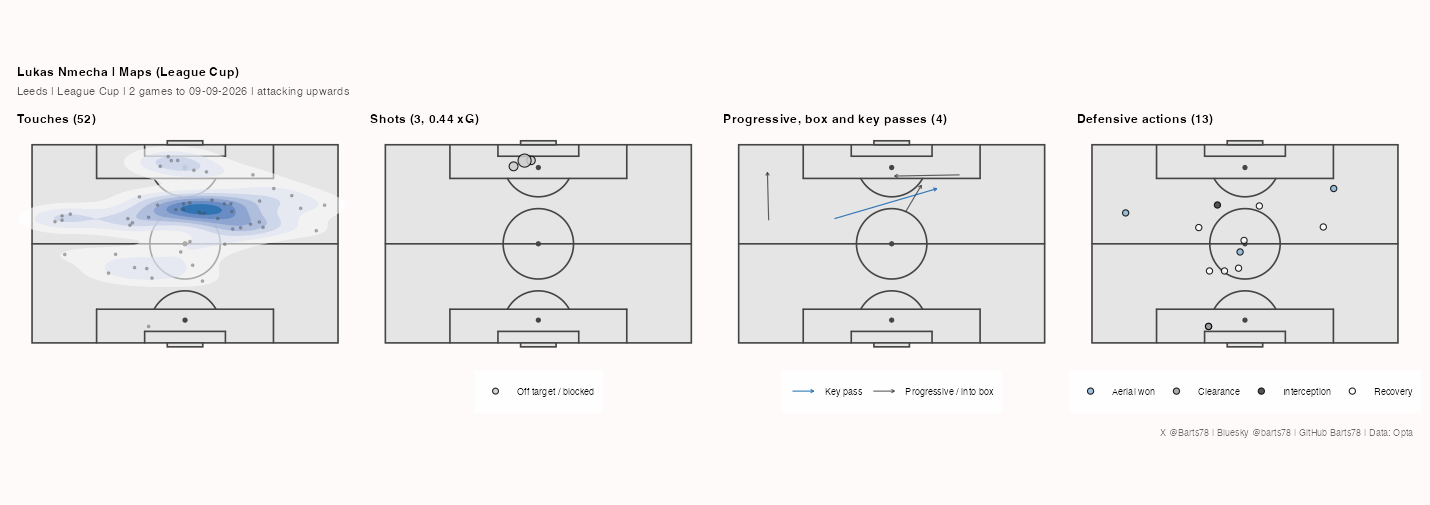 Lukas Nmecha | Maps (League Cup)
Leeds | League Cup | 2 games to 09-09-2026 | attacking upwards
Touches (52)
Shots (3, 0.44 xG)
Progressive, box and key passes (4)
Defensive actions (13)
Off target / blocked
Key pass
Progressive / into box
Aerial won
Clearance
Interception
Recovery
X @Barts78 | Bluesky @barts78 | GitHub Barts78 | Data: Opta